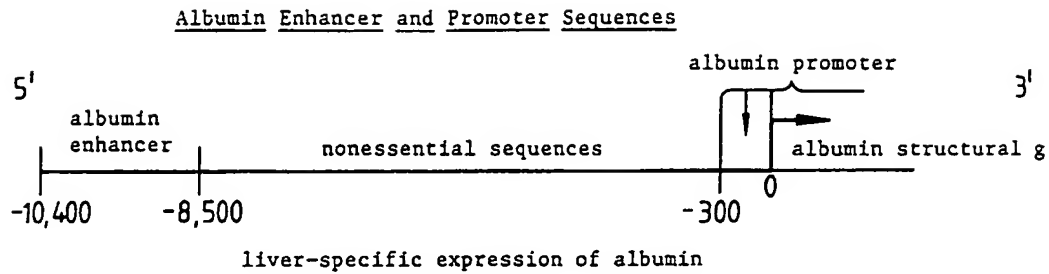 Albumin Enhancer and Promoter Sequences
albumin promoter
5'
3'
albumin
enhancer
nonessential sequences
albumin structural g
-10,400
-8,500
-300
0
liver-specific expression of albumin